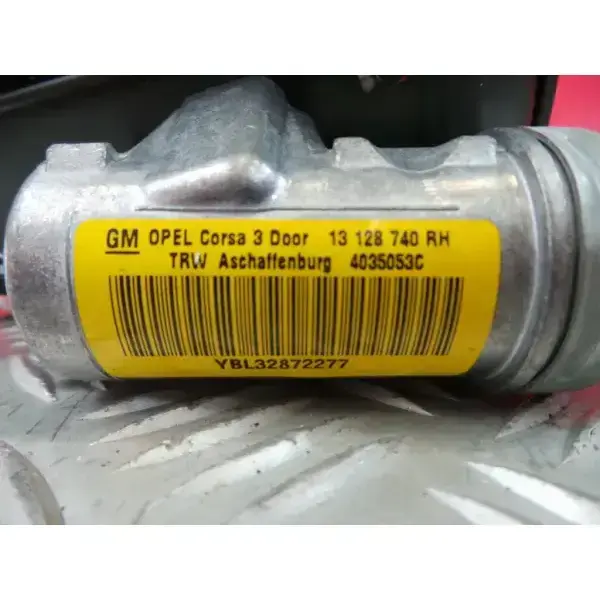 GM OPEL Corsa 3 Door 13 128 740 RH
TRW Aschaffenburg 4035053C
YBL32872277